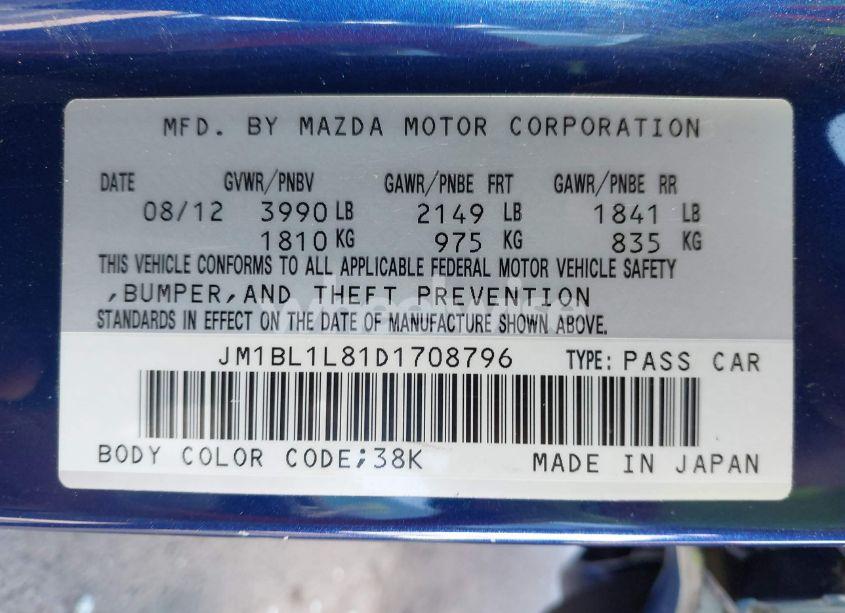 MFD. BY MAZDA MOTOR CORPORATION
DATE GVWR/PNBV GAWR/PNBE FRT GAWR/PNBE RR
08/12 3990 LB 2149 LB 1841 LB
1810 KG 975 KG 835 KG
THIS VEHICLE CONFORMS TO ALL APPLICABLE FEDERAL MOTOR VEHICLE SAFETY
,BUMPER,AND THEFT PREVENTION
STANDARDS IN EFFECT ON THE DATE OF MANUFACTURE SHOWN ABOVE.
JM1BL1L81D1708796 TYPE: PASS CAR
BODY COLOR CODE;38K MADE IN JAPAN